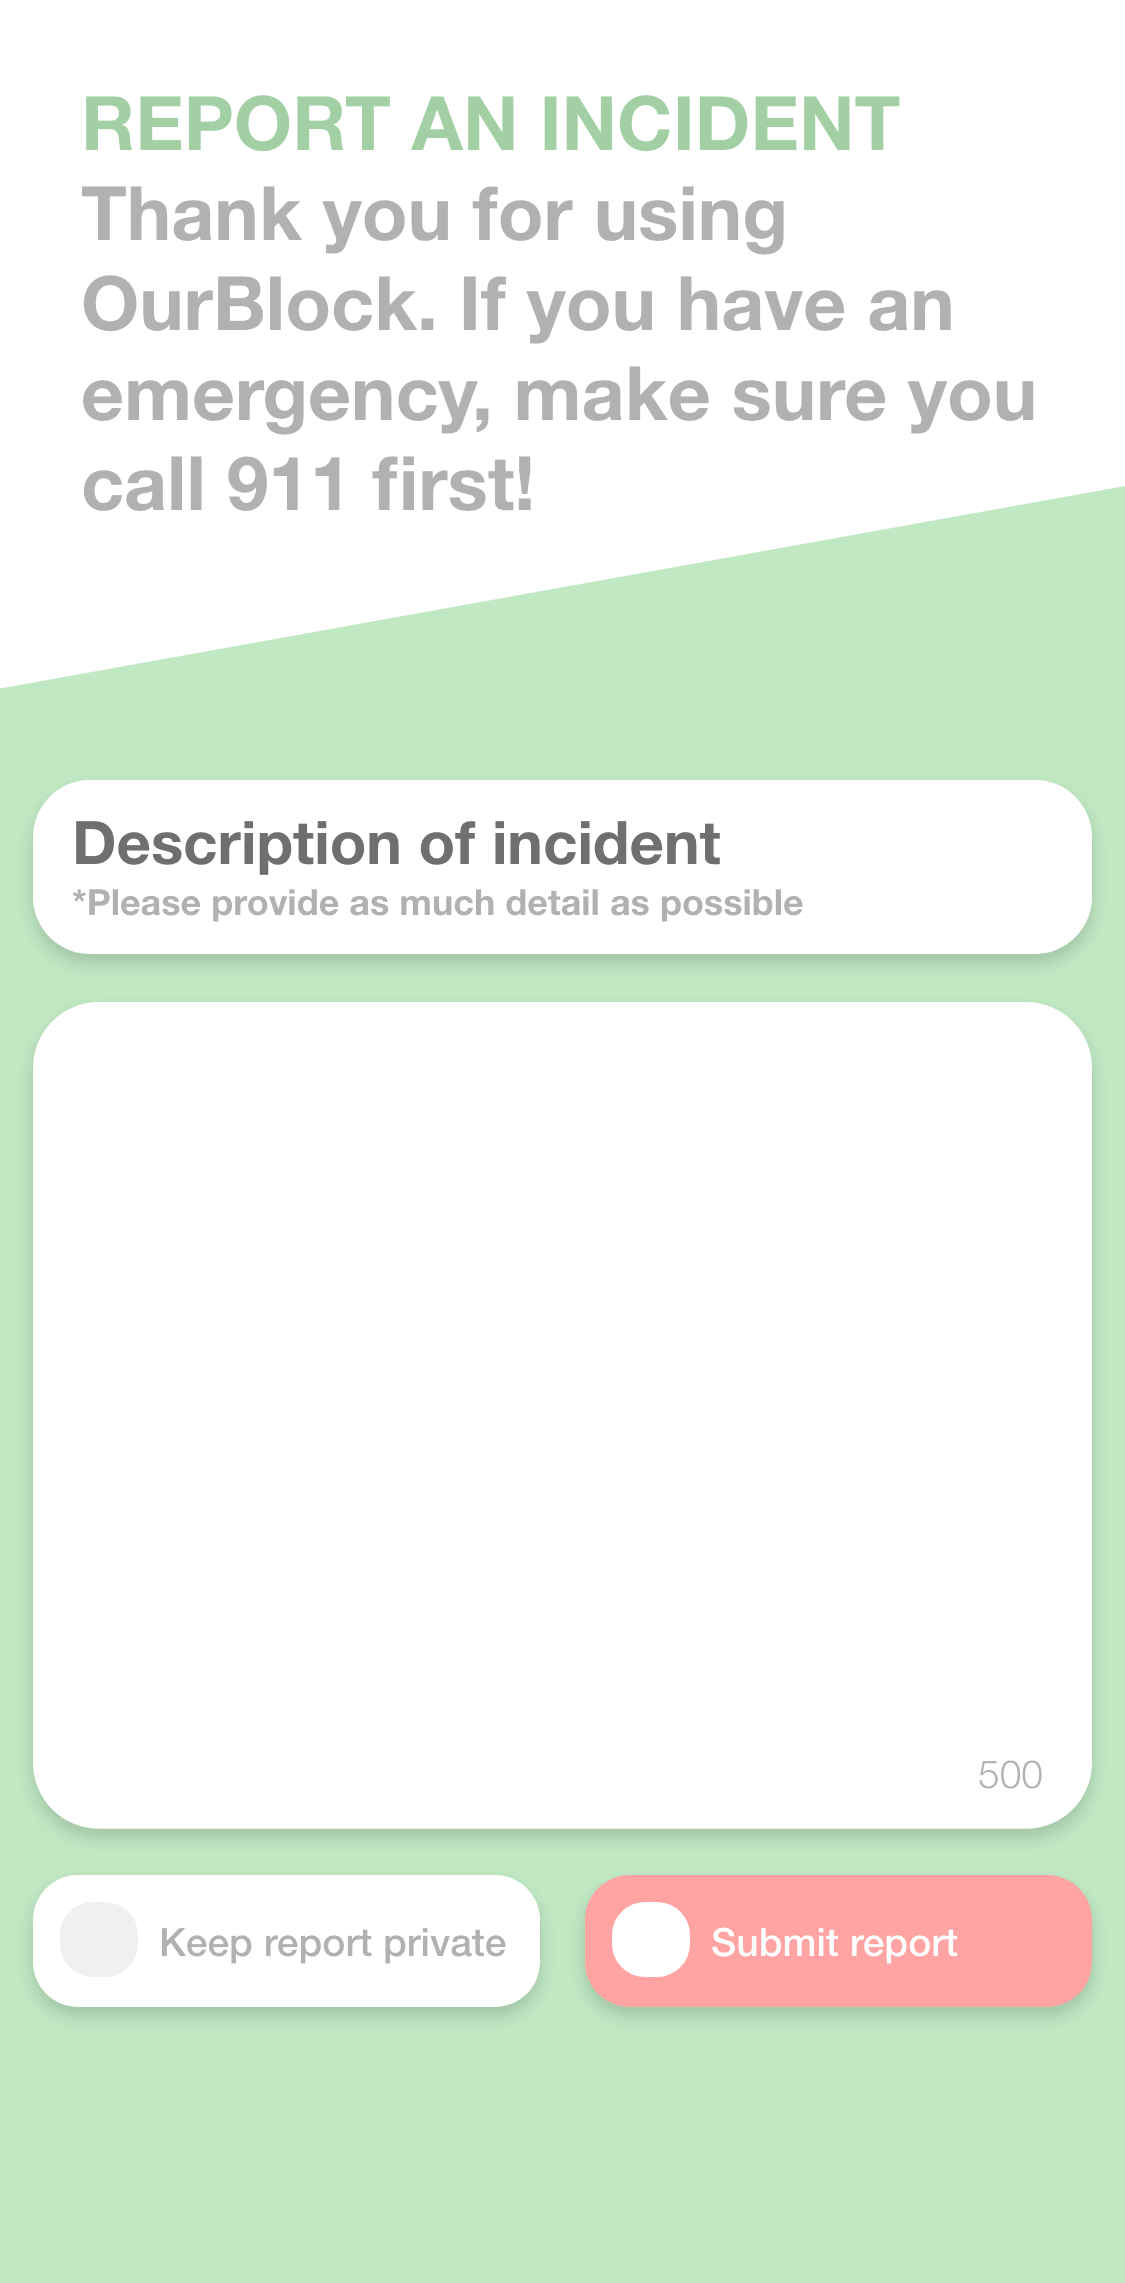 REPORT AN INCIDENT
Thank you for using
OurBlock. If you have an
emergency, make sure you
call 911 first!
Description of incident
*Please provide as much detail as possible
500
Keep report private
Submit report